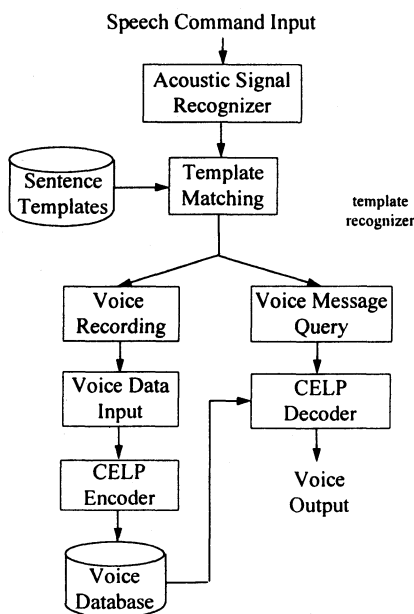 Speech Command Input
Acoustic Signal
Recognizer
Sentence
Templates
Template
Matching
template
recognizer
Voice
Recording
Voice Message
Query
Voice Data
Input
CELP
Decoder
CELP
Encoder
Voice
Output
Voice
Database